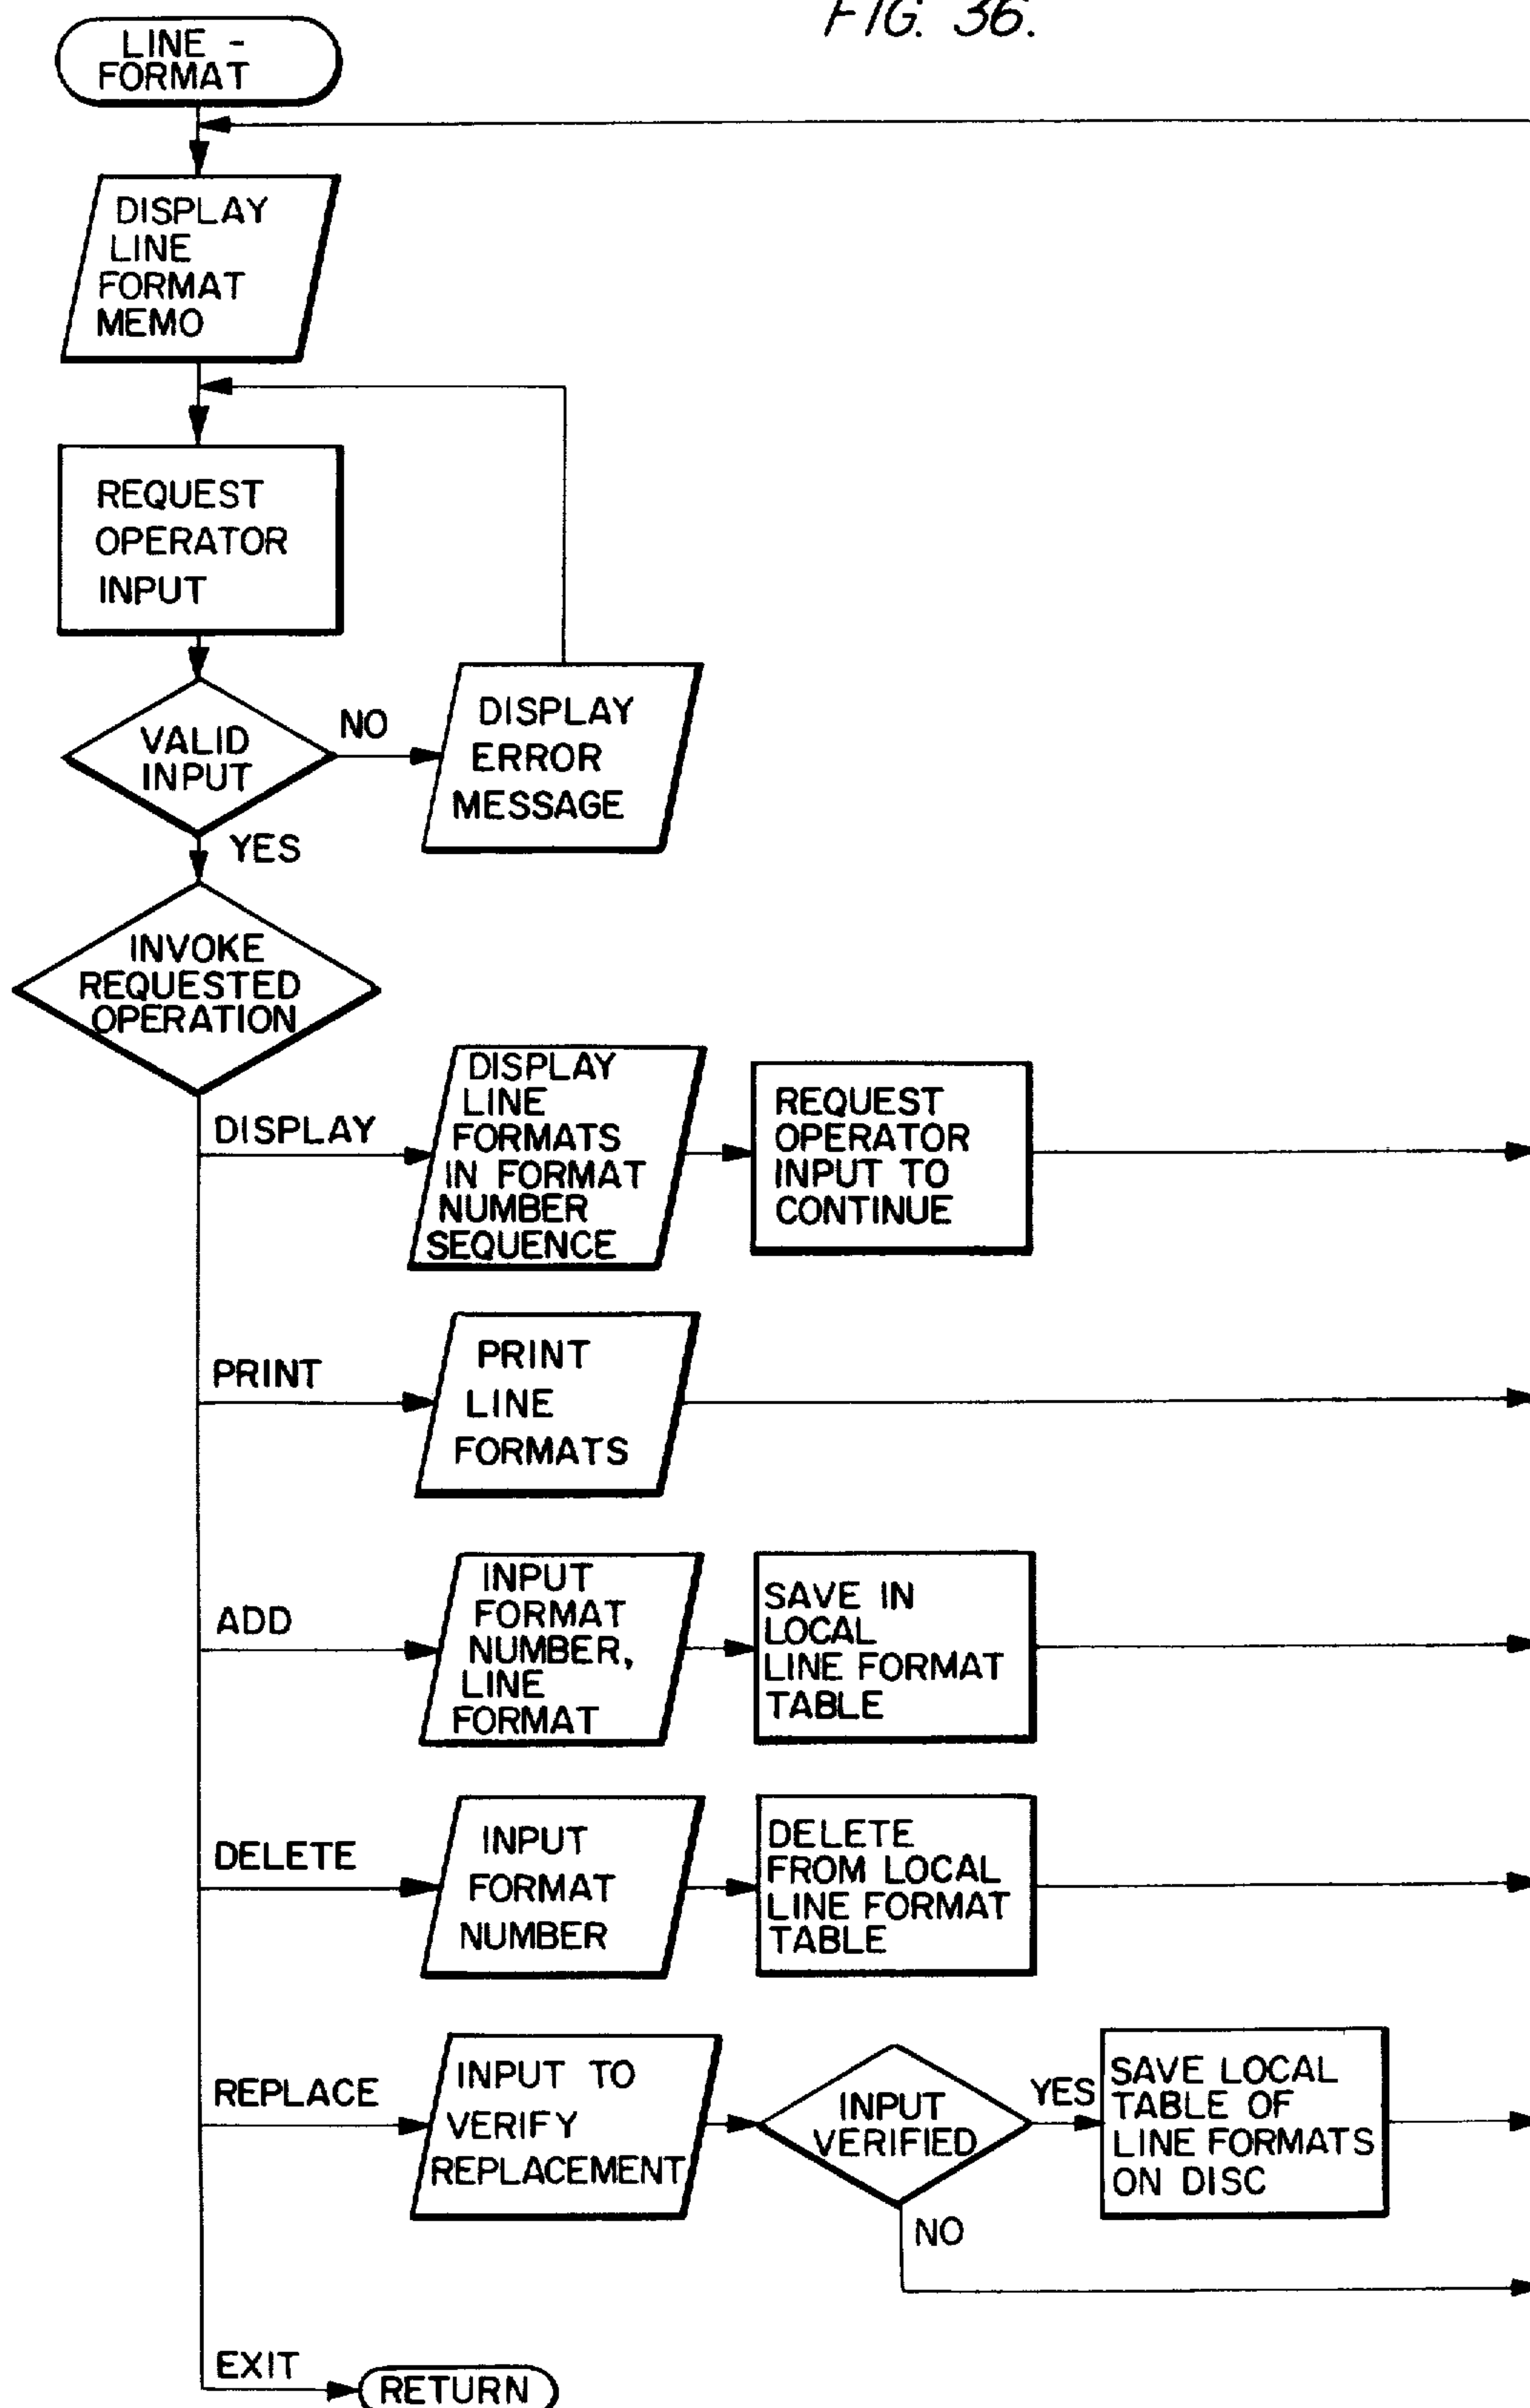 FIG. 36.
LINE -
FORMAT
DISPLAY
LINE
FORMAT
MEMO
REQUEST
OPERATOR
INPUT
VALID
INPUT
NO
DISPLAY
ERROR
MESSAGE
YES
INVOKE
REQUESTED
OPERATION
DISPLAY
DISPLAY
LINE
FORMATS
IN FORMAT
NUMBER
SEQUENCE
REQUEST
OPERATOR
INPUT TO
CONTINUE
PRINT
PRINT
LINE
FORMATS
ADD
INPUT
FORMAT
NUMBER,
LINE
FORMAT
SAVE IN
LOCAL
LINE FORMAT
TABLE
DELETE
INPUT
FORMAT
NUMBER
DELETE
FROM LOCAL
LINE FORMAT
TABLE
REPLACE
INPUT TO
VERIFY
REPLACEMENT
INPUT
VERIFIED
YES
SAVE LOCAL
TABLE OF
LINE FORMATS
ON DISC
NO
EXIT
RETURN